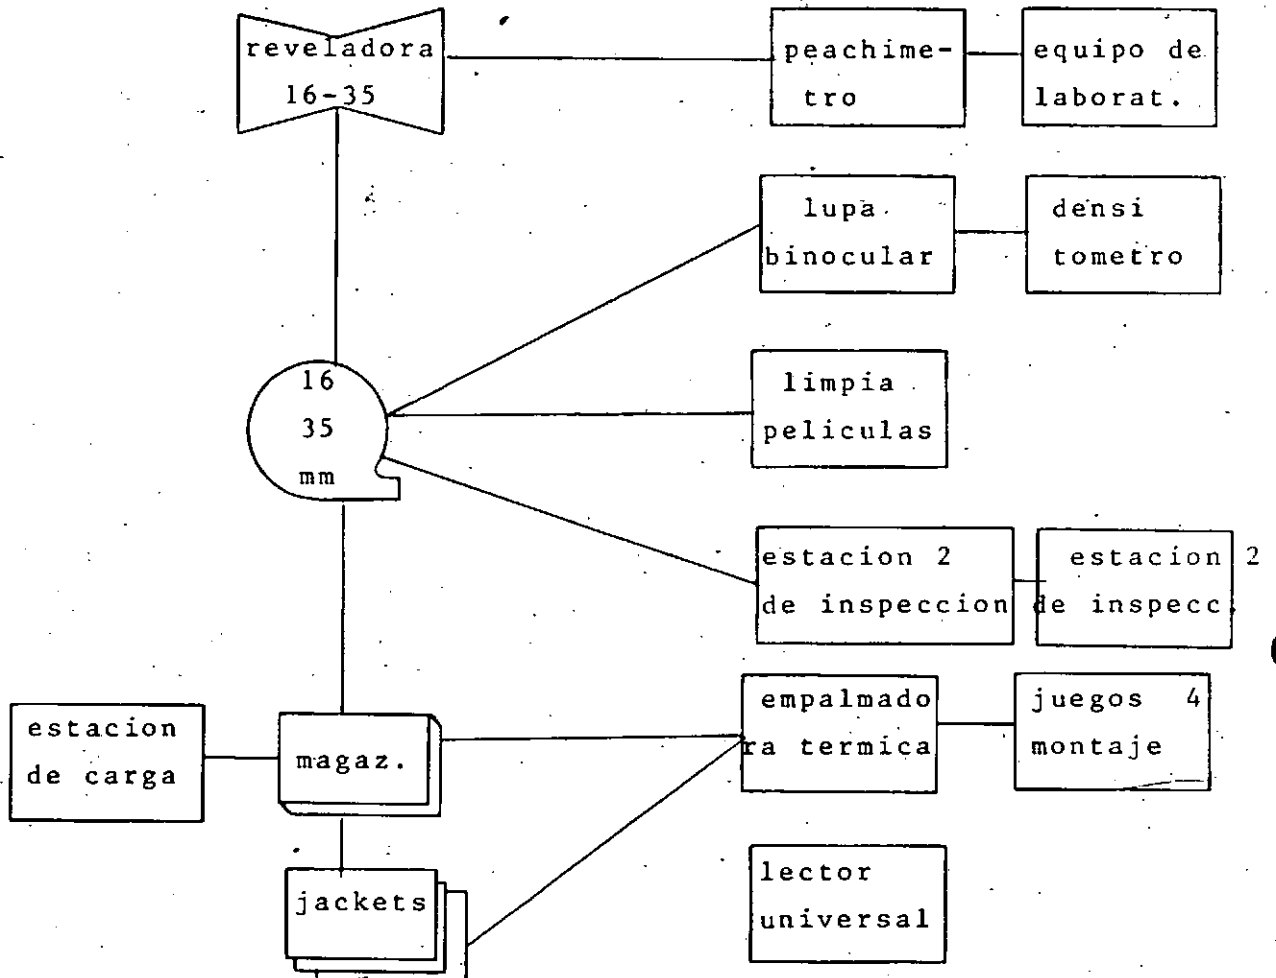 reveladora
16-35
peachime-
tro
equipo de
laborat.
lupa
binocular
densi
tometro
16
35
mm
limpia
peliculas
estacion 2
de inspeccion
estacion 2
de inspecc.
estacion
de carga
magaz.
empalmado
ra termica
juegos 4
montaje
jackets
lector
universal